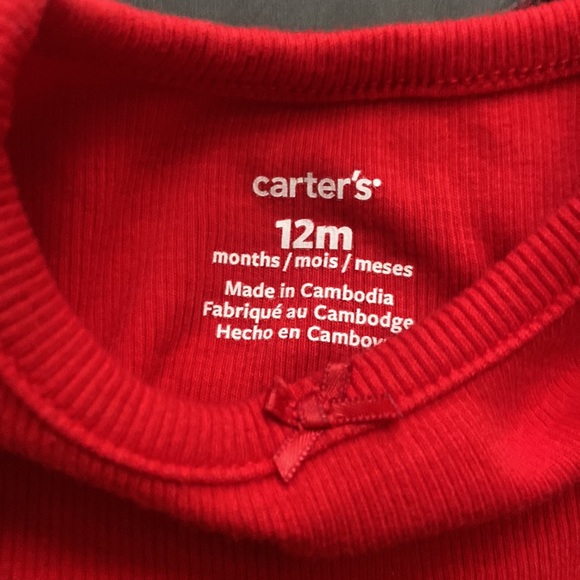 carter's
12m
months / mois / meses
Made in Cambodia
Fabriqué au Cambodge
Hecho en